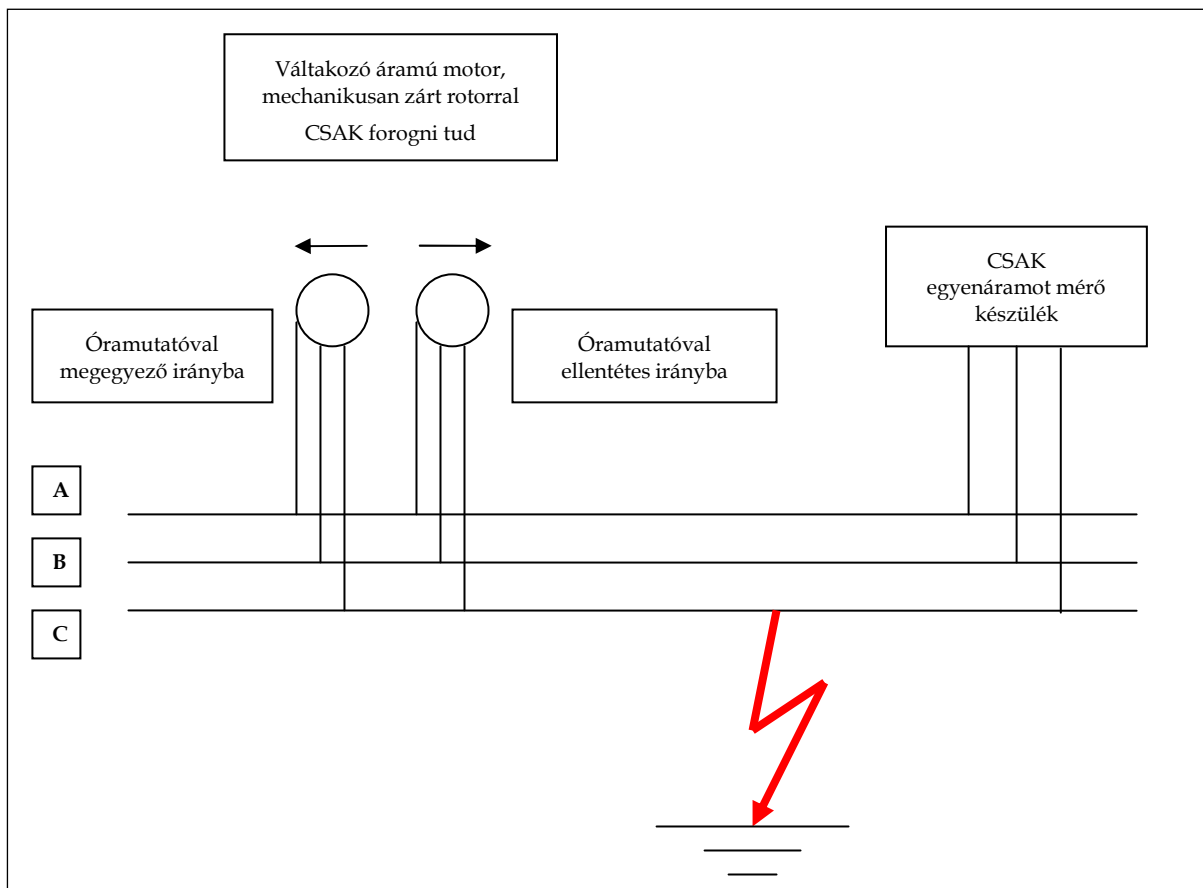 Váltakozó áramú motor,
mechanikusan zárt rotorral
CSAK forogni tud
CSAK
egyenáramot mérő
készülék
Óramutatóval
megegyező irányba
Óramutatóval
ellentétes irányba
A
B
C